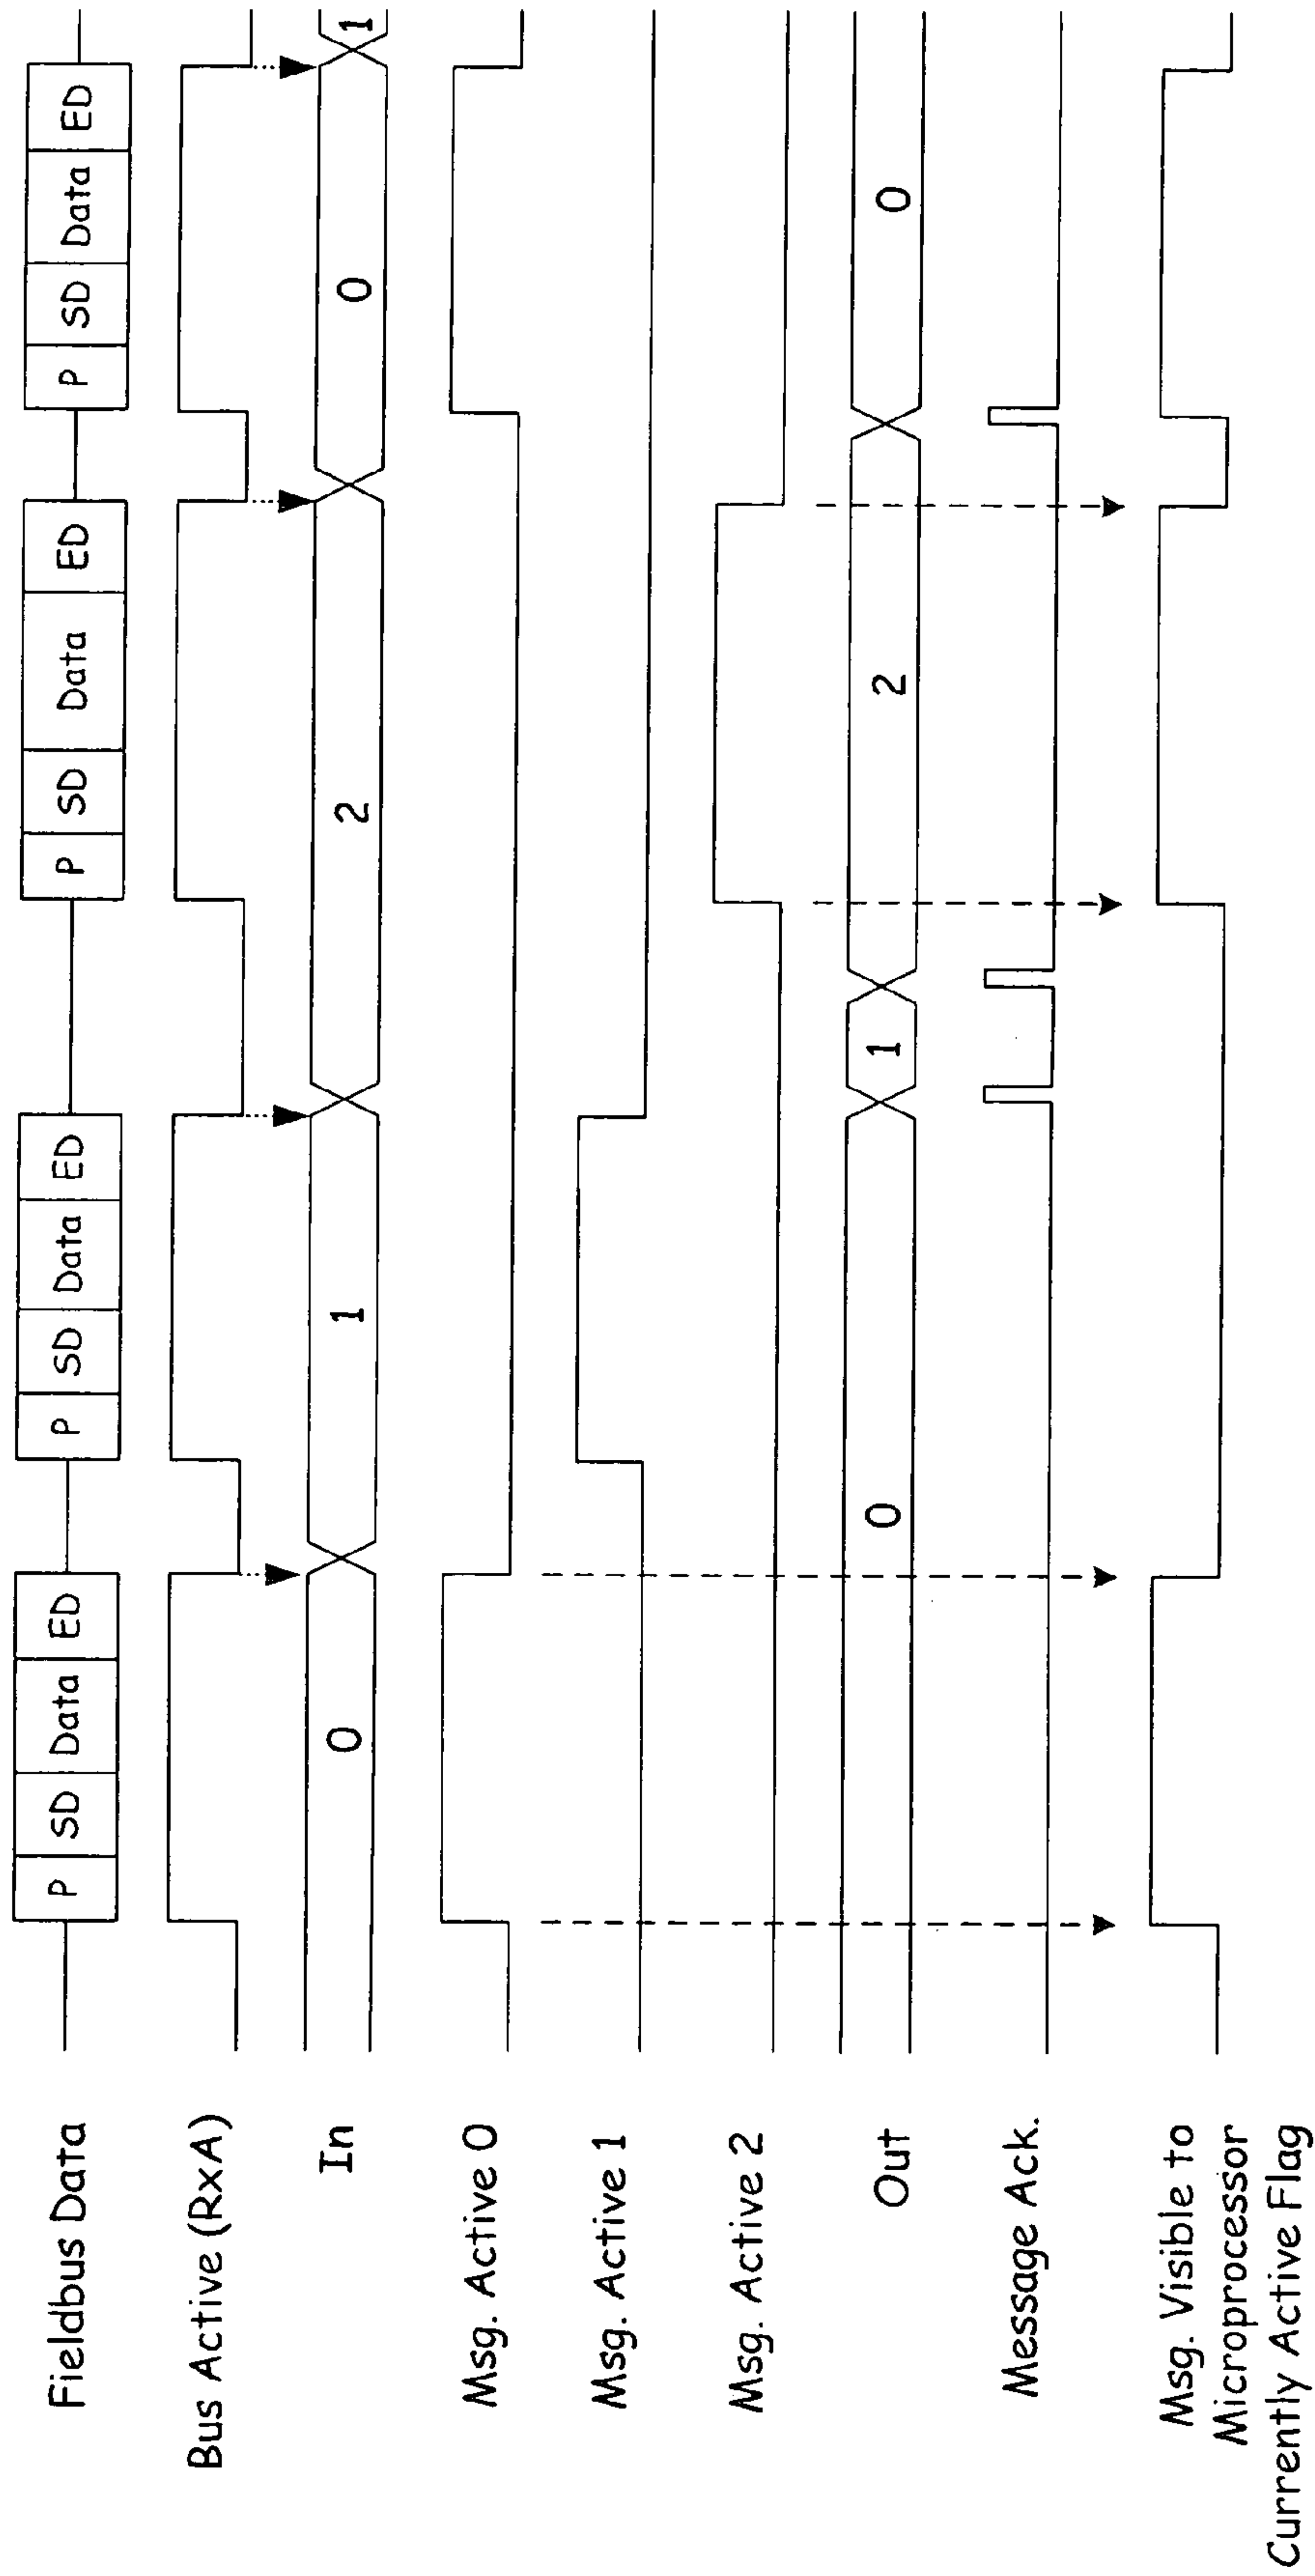 Fieldbus Data
P SD Data ED P SD Data ED P SD Data ED P SD Data ED
Bus Active (RxA)
In
0 1 2 0 1
Msg. Active 0
Msg. Active 1
Msg. Active 2
Out
0 1 2 0
Message Ack.
Msg. Visible to
Microprocessor
Currently Active Flag